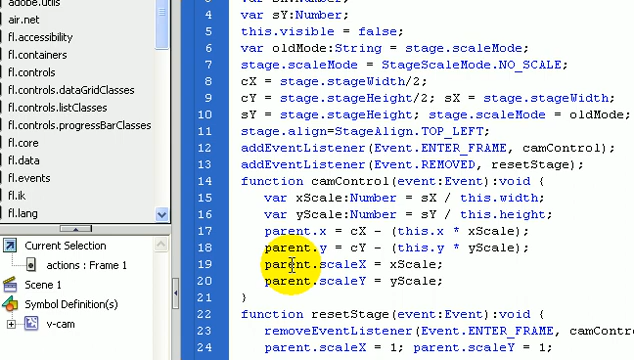 adobe.utils
air.net
fl.accessibility
fl.containers
fl.controls
fl.controls.dataGridClasses
fl.controls.listClasses
fl.controls.progressBarClasses
fl.core
fl.data
fl.events
fl.ik
fl.lang
Current Selection
actions : Frame 1
Scene 1
Symbol Definition(s)
v-cam
4 var sY:Number;
5 this.visible = false;
6 var oldMode:String = stage.scaleMode;
7 stage.scaleMode = StageScaleMode.NO_SCALE;
8 cX = stage.stageWidth/2;
9 cY = stage.stageHeight/2; sX = stage.stageWidth;
10 sY = stage.stageHeight; stage.scaleMode = oldMode;
11 stage.align=StageAlign.TOP_LEFT;
12 addEventListener(Event.ENTER_FRAME, camControl);
13 addEventListener(Event.REMOVED, resetStage);
14 function camControl(event:Event):void {
15 var xScale:Number = sX / this.width;
16 var yScale:Number = sY / this.height;
17 parent.x = cX - (this.x * xScale);
18 parent.y = cY - (this.y * yScale);
19 parent.scaleX = xScale;
20 parent.scaleY = yScale;
21 }
22 function resetStage(event:Event):void {
23 removeEventListener(Event.ENTER_FRAME, camContro
24 parent.scaleX = 1; parent.scaleY = 1;